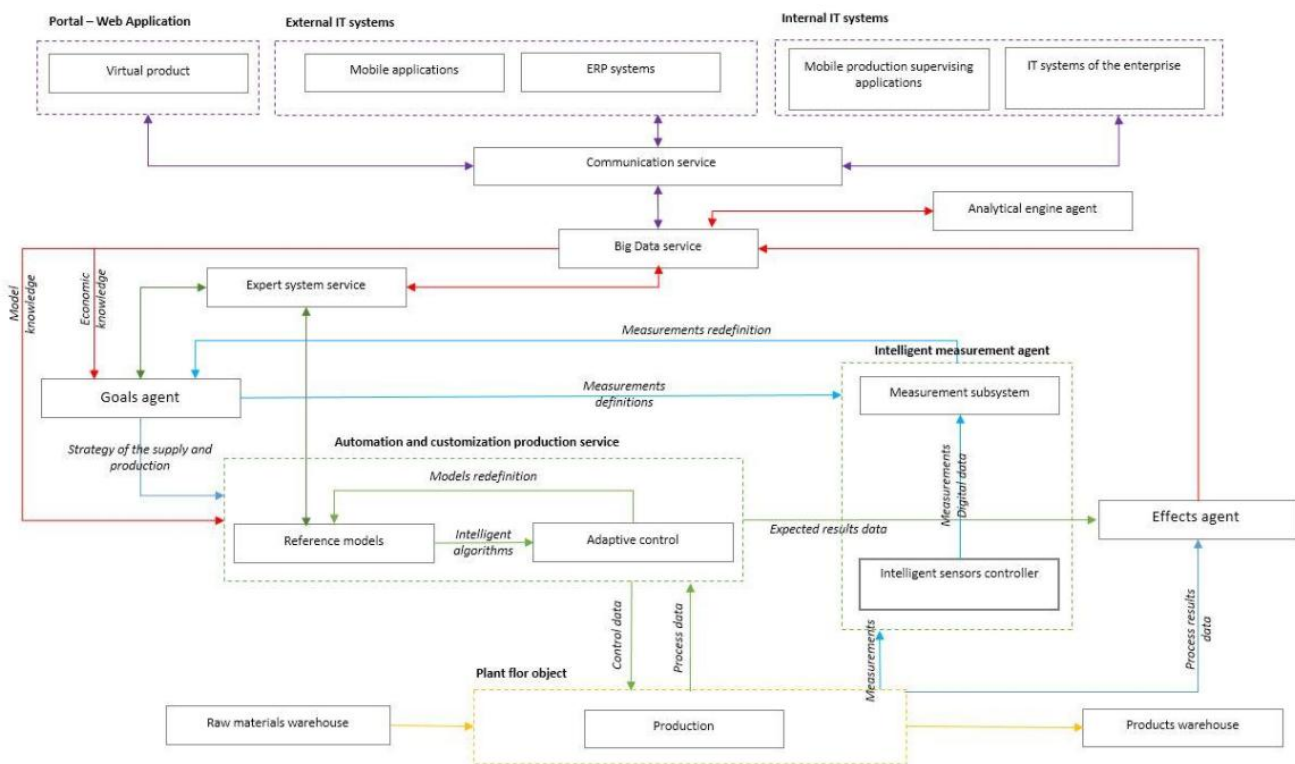 Portal – Web Application
External IT systems
Internal IT systems
Virtual product
Mobile applications
ERP systems
Mobile production supervising
applications
IT systems of the enterprise
Communication service
Analytical engine agent
Big Data service
Model
knowledge
Economic
knowledge
Expert system service
Measurements redefinition
Intelligent measurement agent
Goals agent
Measurements
definitions
Measurement subsystem
Strategy of the supply and
production
Automation and customization production service
Models redefinition
Measurements
Digital data
Reference models
Intelligent
algorithms
Adaptive control
Expected results data
Effects agent
Intelligent sensors controller
Control data
Process data
Measurements
Process results
data
Plant flor object
Raw materials warehouse
Production
Products warehouse